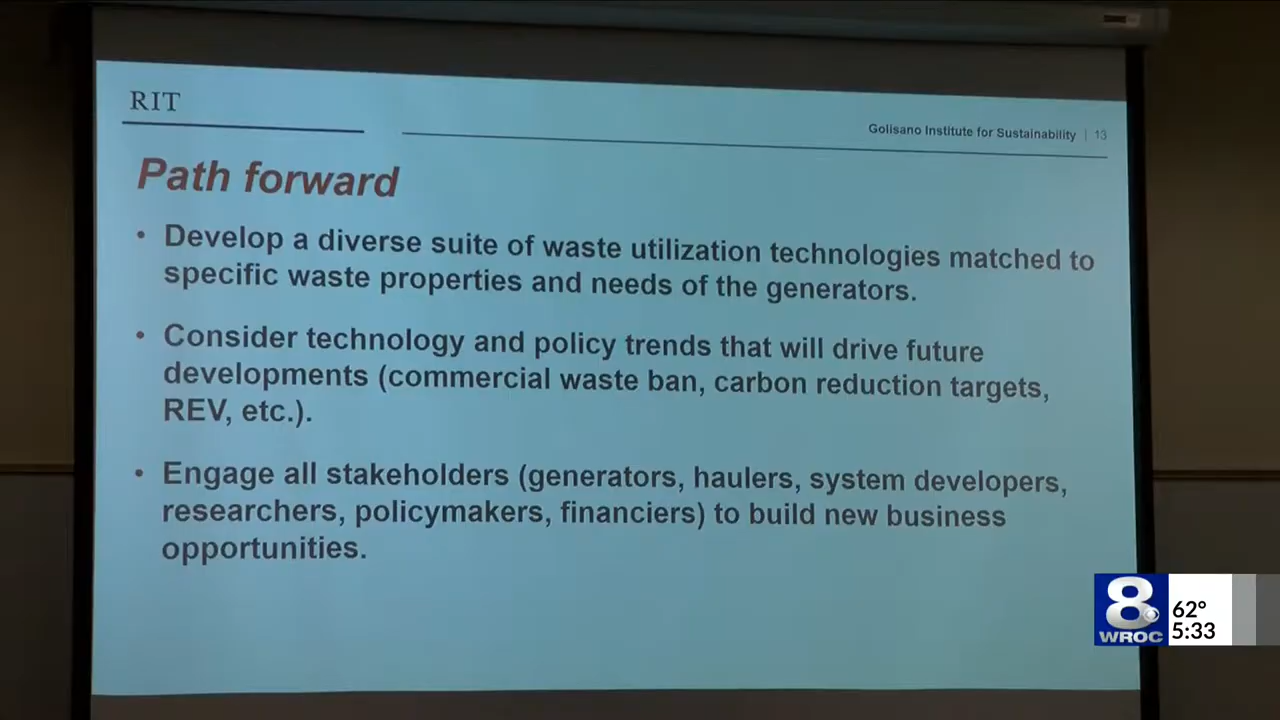 RIT
Golisano Institute for Sustainability | 13
Path forward
• Develop a diverse suite of waste utilization technologies matched to
specific waste properties and needs of the generators.
• Consider technology and policy trends that will drive future
developments (commercial waste ban, carbon reduction targets,
REV, etc.).
• Engage all stakeholders (generators, haulers, system developers,
researchers, policymakers, financiers) to build new business
opportunities.
8
WROC
62°
5:33